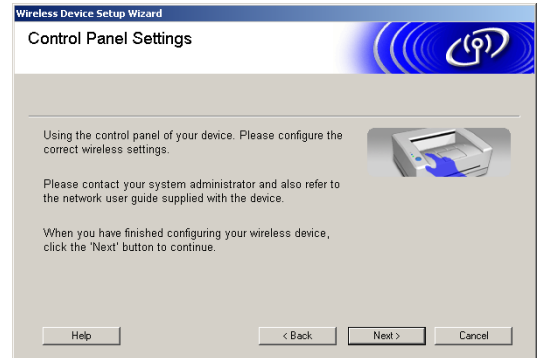 Wireless Device Setup Wizard
Control Panel Settings
Using the control panel of your device. Please configure the
correct wireless settings.
Please contact your system administrator and also refer to
the network user guide supplied with the device.
When you have finished configuring your wireless device,
click the 'Next' button to continue.
Help
< Back
Next >
Cancel